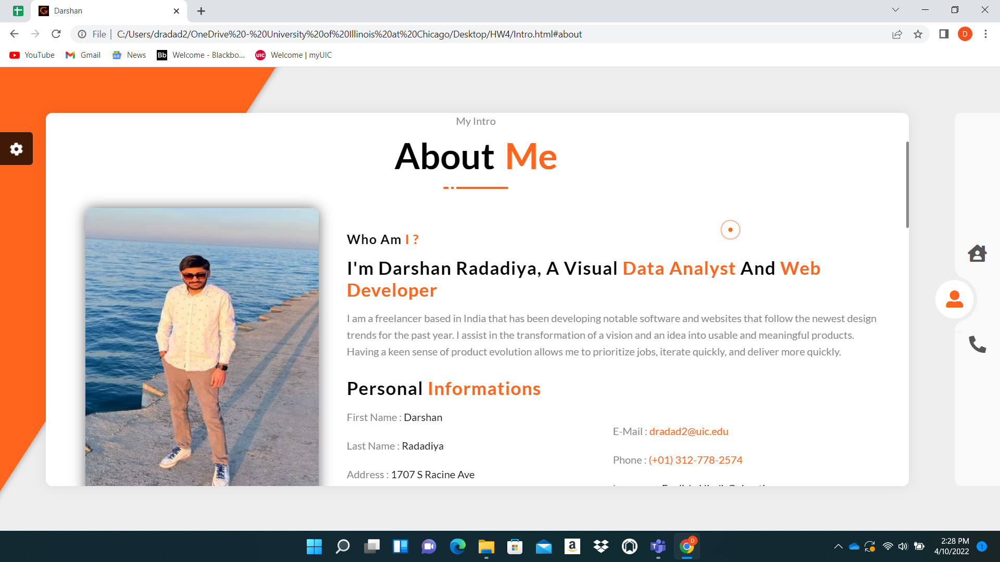 Darshan
File
C:/Users/dradad2/OneDrive%20-%20University%20of%20Illinois%20at%20Chicago/Desktop/HW4/Intro.html#about
D
YouTube
Gmail
News
Bb Welcome - Blackbo...
UIC Welcome | myUIC
My Intro
About Me
Who Am I ?
I'm Darshan Radadiya, A Visual Data Analyst And Web
Developer
I am a freelancer based in India that has been developing notable software and websites that follow the newest design
trends for the past year. I assist in the transformation of a vision and an idea into usable and meaningful products.
Having a keen sense of product evolution allows me to prioritize jobs, iterate quickly, and deliver more quickly.
Personal Informations
First Name : Darshan
Last Name : Radadiya
Address : 1707 S Racine Ave
E-Mail : dradad2@uic.edu
Phone : (+01) 312-778-2574
2:28 PM
4/10/2022
1